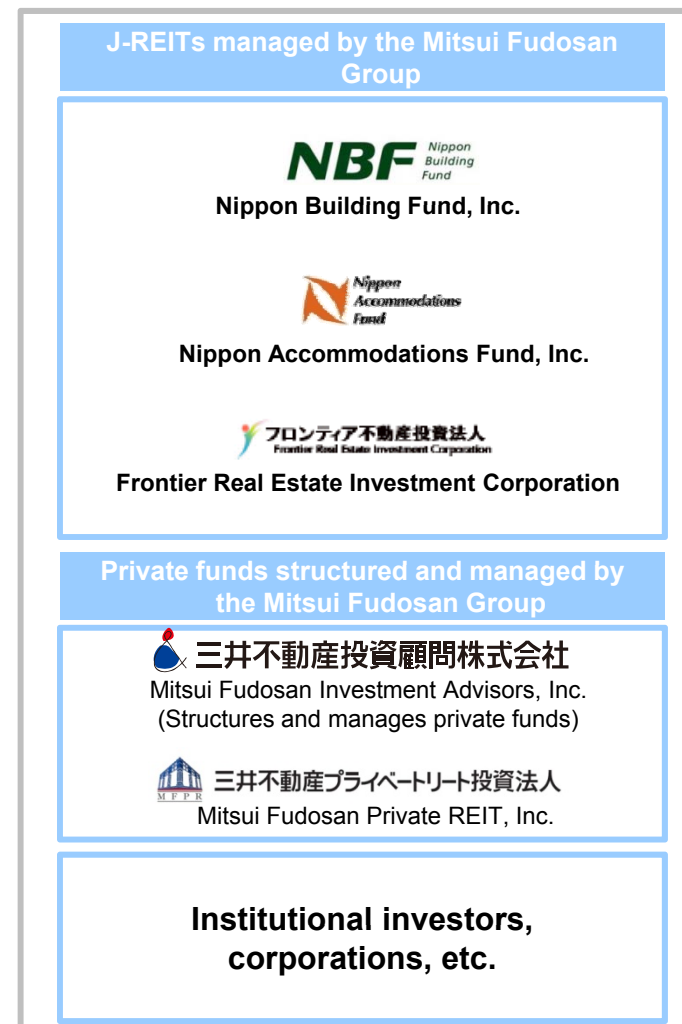 J-REITs managed by the Mitsui Fudosan
Group
NBF Nippon
Building
Fund
Nippon Building Fund, Inc.
Nippon
Accommodations
Fund
Nippon Accommodations Fund, Inc.
フロンティア不動産投資法人
Frontier Real Estate Investment Corporation
Frontier Real Estate Investment Corporation
Private funds structured and managed by
the Mitsui Fudosan Group
三井不動産投資顧問株式会社
Mitsui Fudosan Investment Advisors, Inc.
(Structures and manages private funds)
MFPR 三井不動産プライベートリート投資法人
Mitsui Fudosan Private REIT, Inc.
Institutional investors,
corporations, etc.